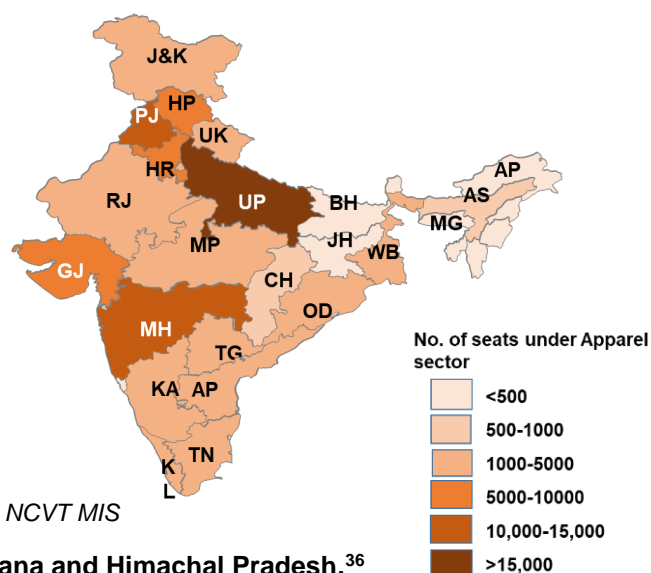 J&K
HP
PJ
UK
HR
RJ
UP
BH
AP
AS
MG
MP
JH
WB
GJ
CH
OD
MH
TG
KA AP
TN
K
L
No. of seats under Apparel
sector
<500
500-1000
1000-5000
5000-10000
10,000-15,000
>15,000
NCVT MIS
ana and Himachal Pradesh.36